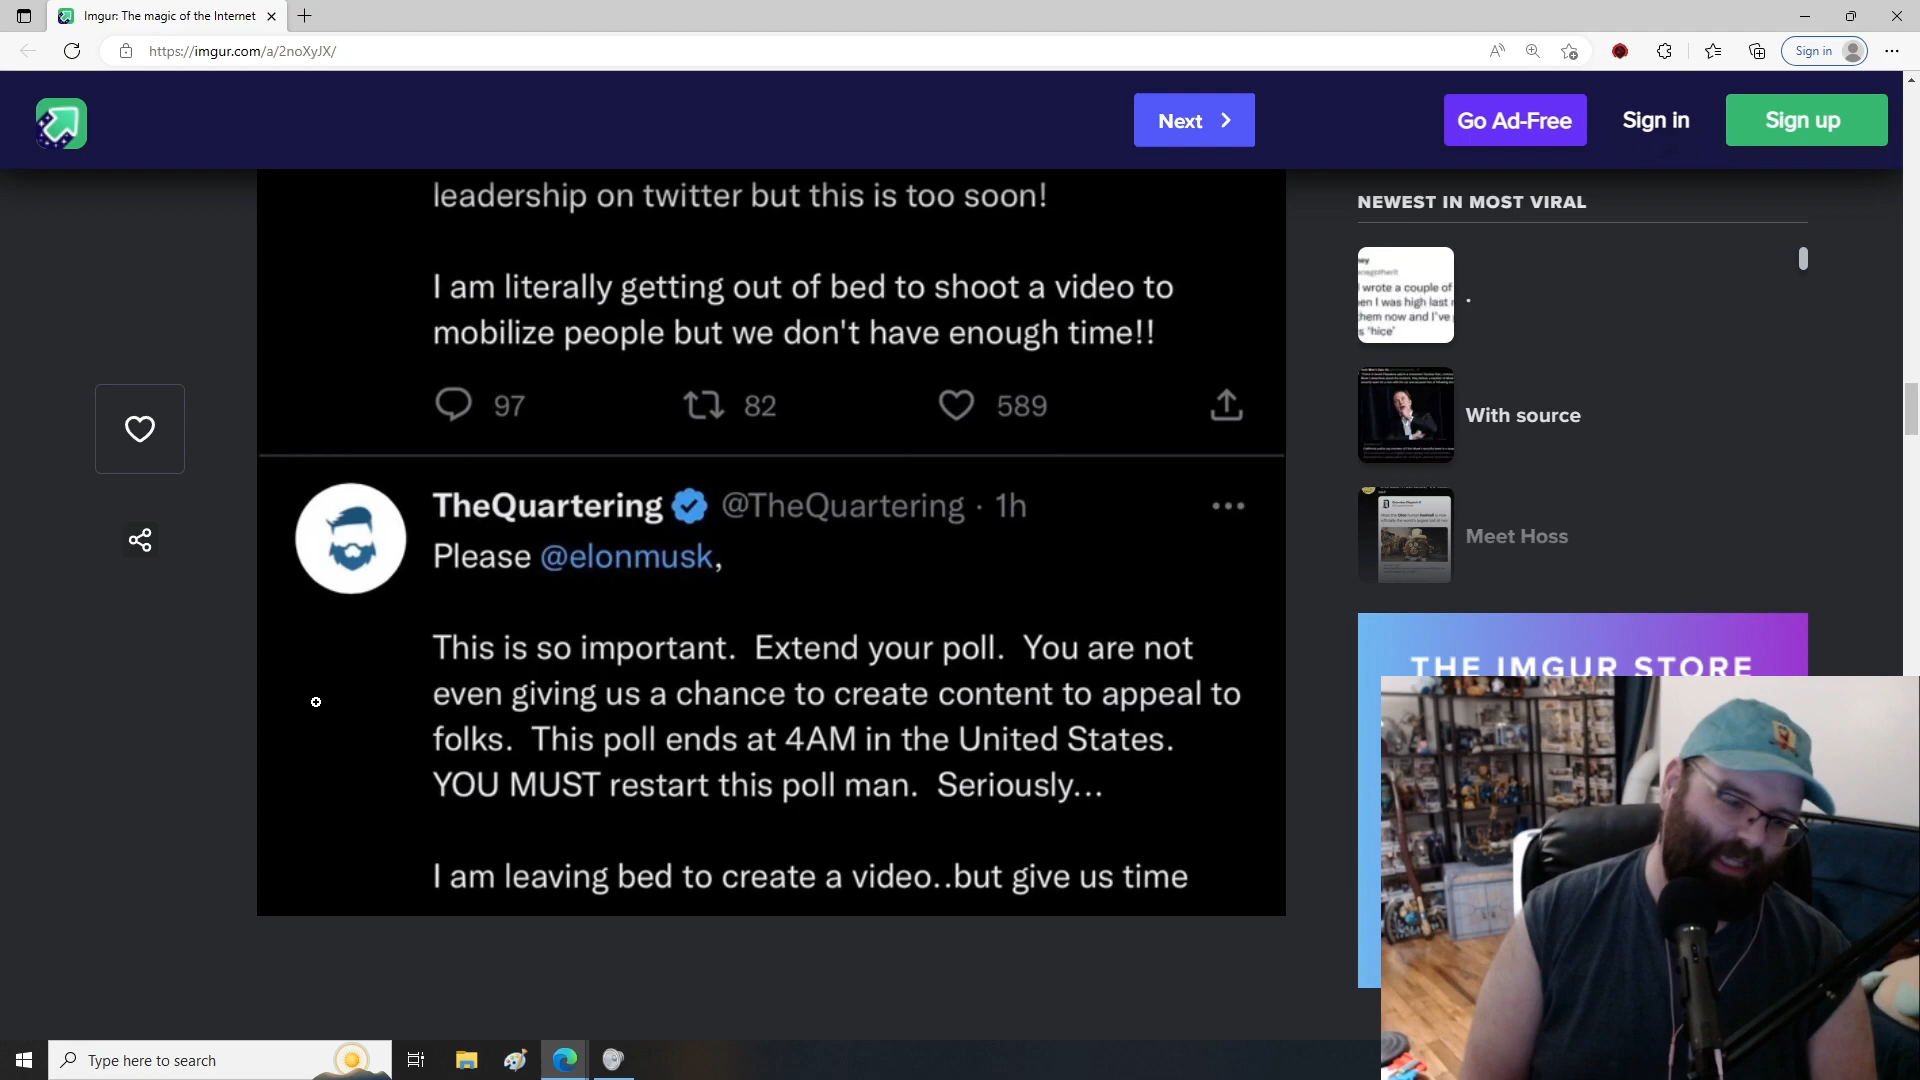 Imgur: The magic of the Internet
https://imgur.com/a/2noXyJX/
Sign in
Next
Go Ad-Free
Sign in
Sign up
leadership on twitter but this is too soon!
I am literally getting out of bed to shoot a video to
mobilize people but we don't have enough time!!
97
82
589
TheQuartering @TheQuartering · 1h
Please @elonmusk,
This is so important. Extend your poll. You are not
even giving us a chance to create content to appeal to
folks. This poll ends at 4AM in the United States.
YOU MUST restart this poll man. Seriously...
I am leaving bed to create a video..but give us time
NEWEST IN MOST VIRAL
wrote a couple of
en I was high last
hem now and I've
.
With source
Meet Hoss
THE IMGUR STORE
Type here to search